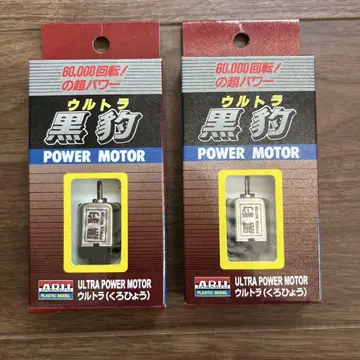 60,000回転!
の超パワー
ウルトラ
黒豹
POWER MOTOR
ARII
PLASTIC MODEL
ULTRA POWER MOTOR
ウルトラ(くろひょう)
60,000回転!
の超パワー
ウルトラ
黒豹
POWER MOTOR
ARII
PLASTIC MODEL
ULTRA POWER MOTOR
ウルトラ(くろひょう)